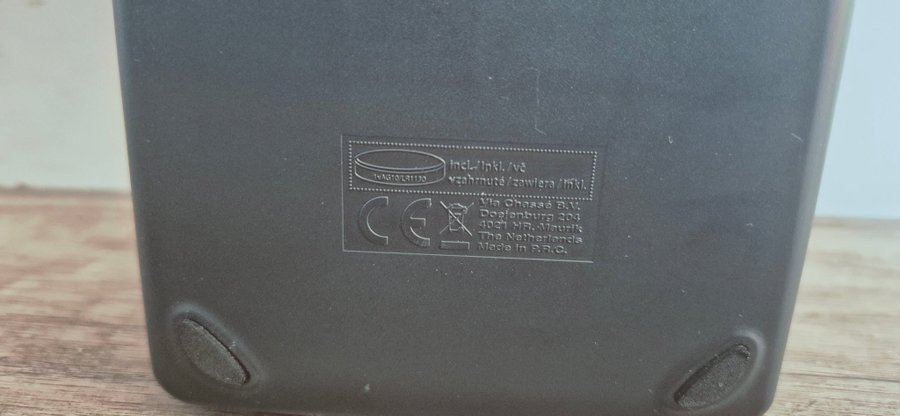 1xAG10/LR1130
incl./inkl./vč
vzahrnuté/zawiera/inkl.
CE
Via Chassé B.V.
Doejenburg 204
4021 HR, Maurik
The Netherlands
Made in P.R.C.